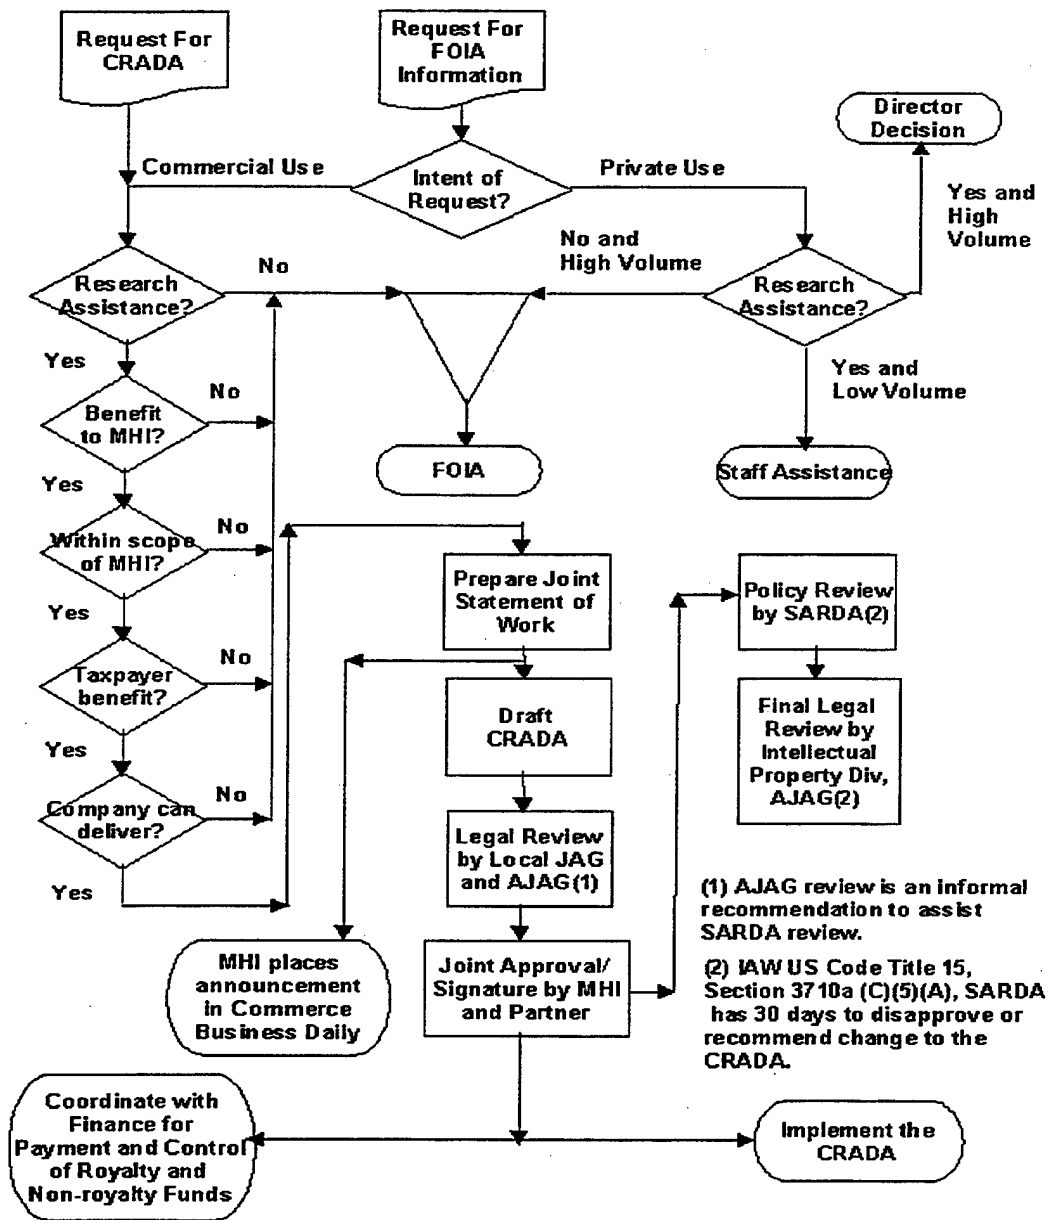 Request For
CRADA
Request For
FOIA
Information
Director
Decision
Commercial Use
Intent of
Request?
Private Use
Yes and
High
Volume
No
No and
High Volume
Research
Assistance?
Research
Assistance?
Yes
Yes and
Low Volume
No
Benefit
to MHI?
FOIA
Staff Assistance
Yes
No
Within scope
of MHI?
Prepare Joint
Statement of
Work
Policy Review
by SARDA(2)
Yes
No
Taxpayer
benefit?
Draft
CRADA
Final Legal
Review by
Intellectual
Property Div,
AJAG(2)
Yes
No
Company can
deliver?
Legal Review
by Local JAG
and AJAG(1)
Yes
(1) AJAG review is an informal
recommendation to assist
SARDA review.
MHI places
announcement
in Commerce
Business Daily
Joint Approval/
Signature by MHI
and Partner
(2) IAW US Code Title 15,
Section 3710a (C)(5)(A), SARDA
has 30 days to disapprove or
recommend change to the
CRADA.
Coordinate with
Finance for
Payment and Control
of Royalty and
Non-royalty Funds
Implement the
CRADA